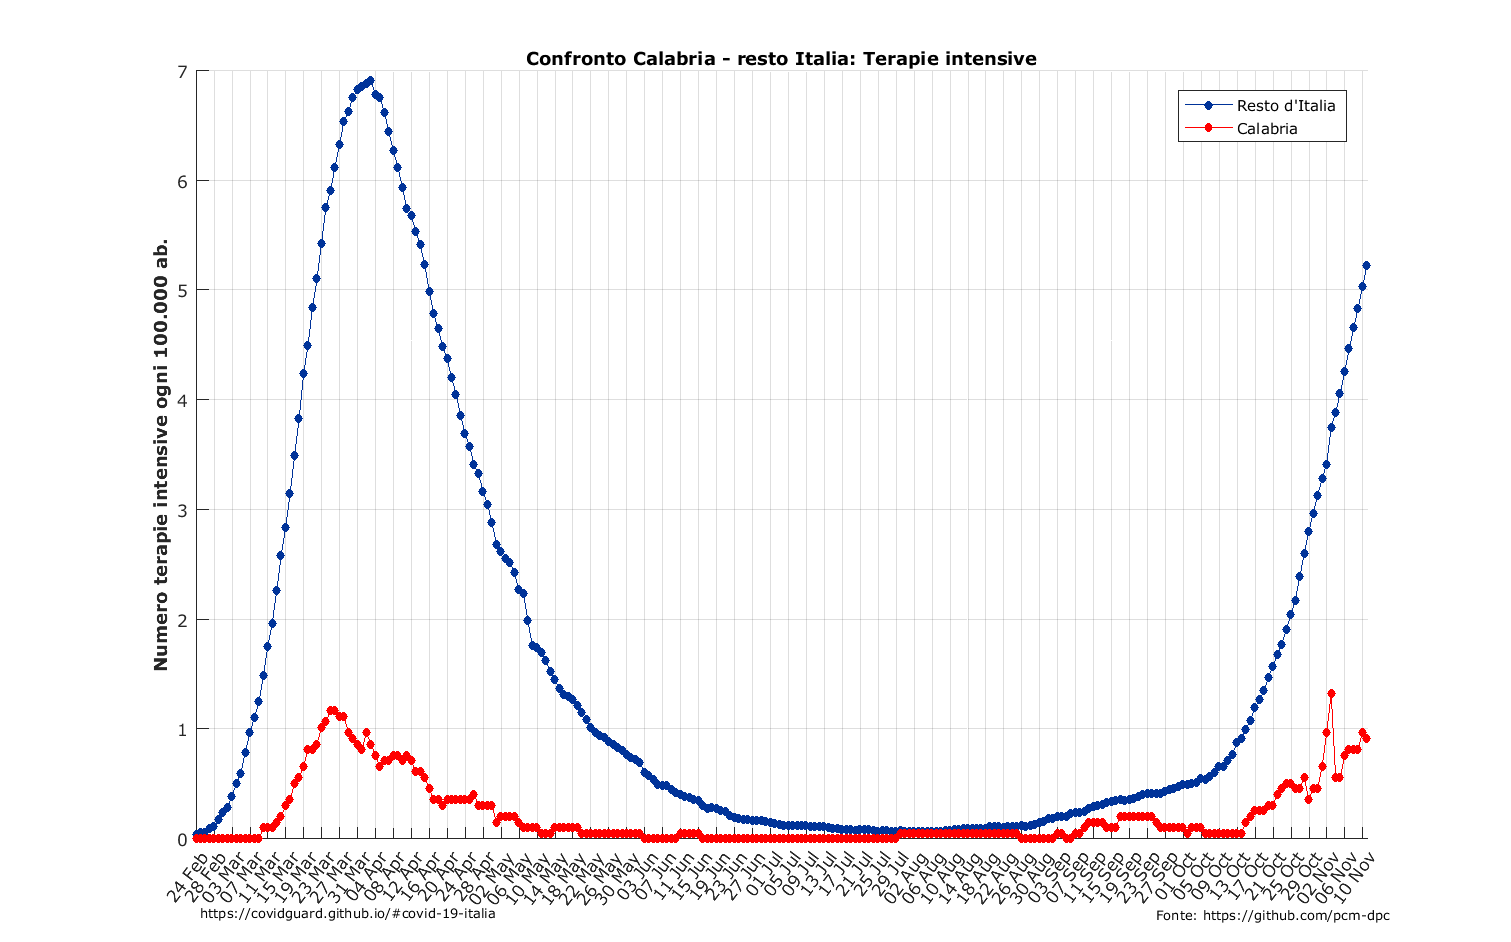 Confronto Calabria - resto Italia: Terapie intensive
Resto d'Italia
Calabria
Numero terapie intensive ogni 100.000 ab.
7
6
5
4
3
2
1
0
24 Feb
28 Feb
03 Mar
07 Mar
11 Mar
15 Mar
19 Mar
23 Mar
27 Mar
31 Mar
04 Apr
08 Apr
12 Apr
16 Apr
20 Apr
24 Apr
28 Apr
02 May
06 May
10 May
14 May
18 May
22 May
26 May
30 May
03 Jun
07 Jun
11 Jun
15 Jun
19 Jun
23 Jun
27 Jun
01 Jul
05 Jul
09 Jul
13 Jul
17 Jul
21 Jul
25 Jul
29 Jul
02 Aug
06 Aug
10 Aug
14 Aug
18 Aug
22 Aug
26 Aug
30 Aug
03 Sep
07 Sep
11 Sep
15 Sep
19 Sep
23 Sep
27 Sep
01 Oct
05 Oct
09 Oct
13 Oct
17 Oct
21 Oct
25 Oct
29 Oct
02 Nov
06 Nov
10 Nov
https://covidguard.github.io/#covid-19-italia
Fonte: https://github.com/pcm-dpc